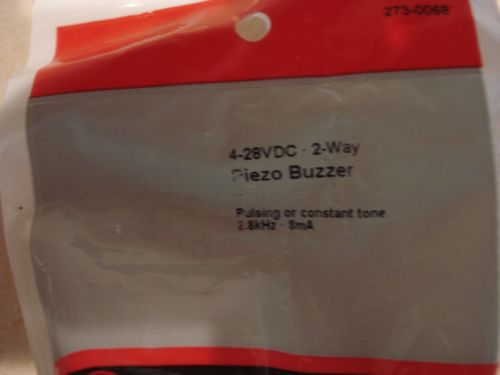 273-0068
4-28VDC · 2-Way
Piezo Buzzer
Pulsing or constant tone
2.8kHz · 8mA